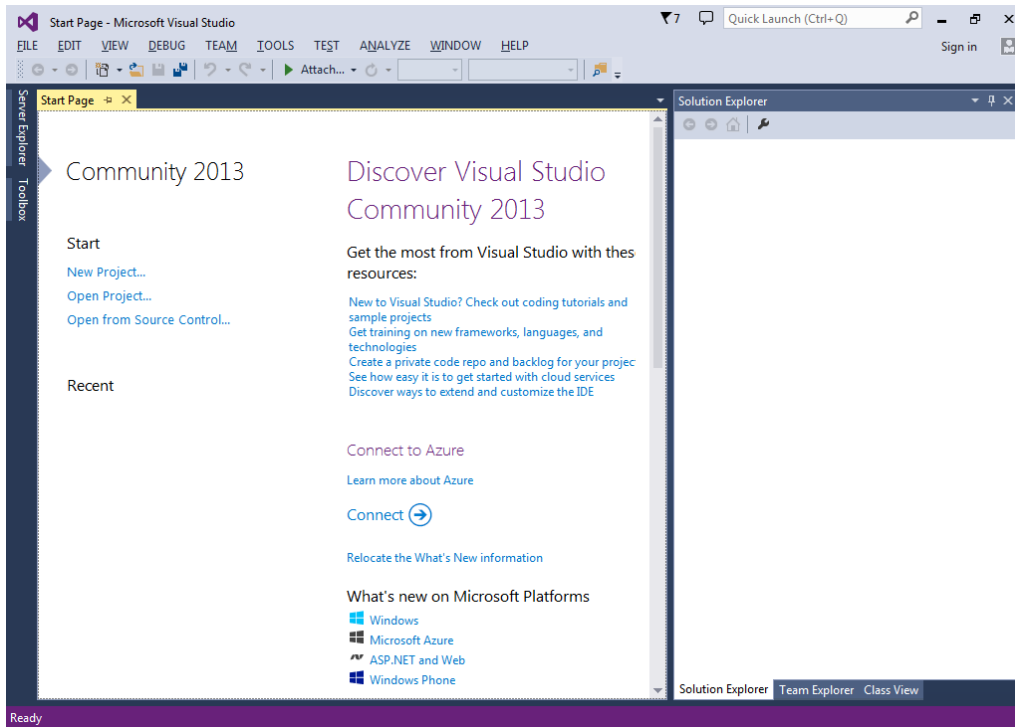 Start Page - Microsoft Visual Studio
7
Quick Launch (Ctrl+Q)
FILE EDIT VIEW DEBUG TEAM TOOLS TEST ANALYZE WINDOW HELP
Sign in
Attach...
Server Explorer
Toolbox
Start Page
Community 2013
Start
New Project...
Open Project...
Open from Source Control...
Recent
Discover Visual Studio
Community 2013
Get the most from Visual Studio with thes
resources:
New to Visual Studio? Check out coding tutorials and
sample projects
Get training on new frameworks, languages, and
technologies
Create a private code repo and backlog for your projec
See how easy it is to get started with cloud services
Discover ways to extend and customize the IDE
Connect to Azure
Learn more about Azure
Connect
Relocate the What's New information
What's new on Microsoft Platforms
Windows
Microsoft Azure
ASP.NET and Web
Windows Phone
Solution Explorer
Solution Explorer Team Explorer Class View
Ready